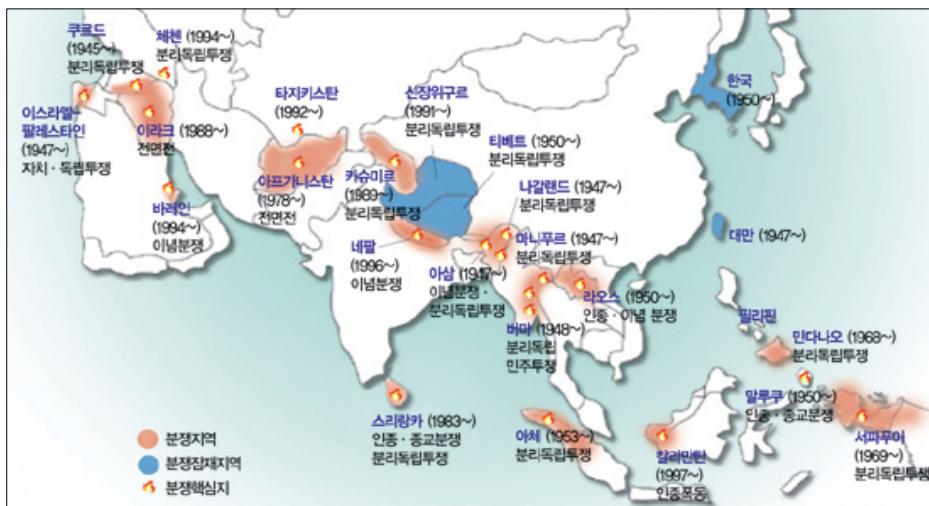 쿠르드
(1945～)
분리독립투쟁
체첸 (1994～)
분리독립투쟁
이스라엘-
팔레스타인
(1947～)
자치·독립투쟁
이라크 (1988～)
전면전
바레인
(1994～)
이념분쟁
타지키스탄
(1992～)
아프가니스탄
(1978～)
전면전
신장위구르
(1991～)
분리독립투쟁
카슈미르
(1989～)
분리독립투쟁
티베트 (1950～)
분리독립투쟁
나갈랜드 (1947～)
분리독립투쟁
마니푸르 (1947～)
분리독립투쟁
네팔
(1996～)
이념분쟁
아삼 (1947～)
이념분쟁·
분리독립투쟁
버마 (1948～)
분리독립
민주투쟁
라오스 (1950～)
인종·이념 분쟁
한국
(1950～)
대만 (1947～)
필리핀
민다나오 (1968～)
분리독립투쟁
말루쿠 (1950～)
인종·종교분쟁
서파푸아
(1969～)
분리독립투쟁
스리랑카 (1983～)
인종·종교분쟁
분리독립투쟁
아체 (1953～)
분리독립투쟁
칼리만탄
(1997～)
인종폭동
분쟁지역
분쟁잠재지역
분쟁핵심지